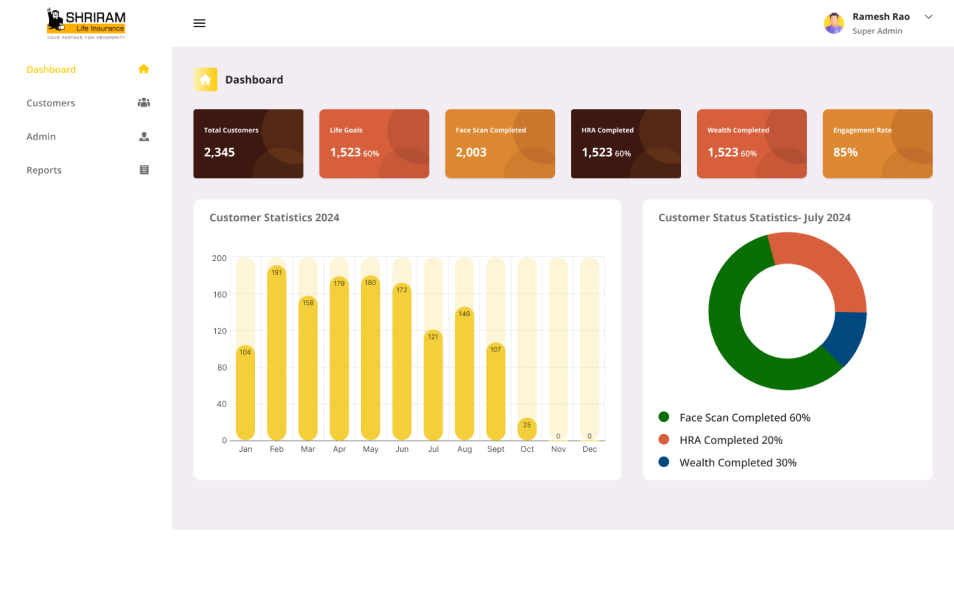 SHRIRAM
Life Insurance
YOUR PARTNER FOR PROSPERITY
Ramesh Rao
Super Admin
Dashboard
Customers
Admin
Reports
Dashboard
Total Customers
2,345
Life Goals
1,523 60%
Face Scan Completed
2,003
HRA Completed
1,523 60%
Wealth Completed
1,523 60%
Engagement Rate
85%
Customer Statistics 2024
200
160
120
80
40
0
104
191
158
179
180
172
121
146
107
25
0
0
Jan Feb Mar Apr May Jun Jul Aug Sept Oct Nov Dec
Customer Status Statistics- July 2024
Face Scan Completed 60%
HRA Completed 20%
Wealth Completed 30%